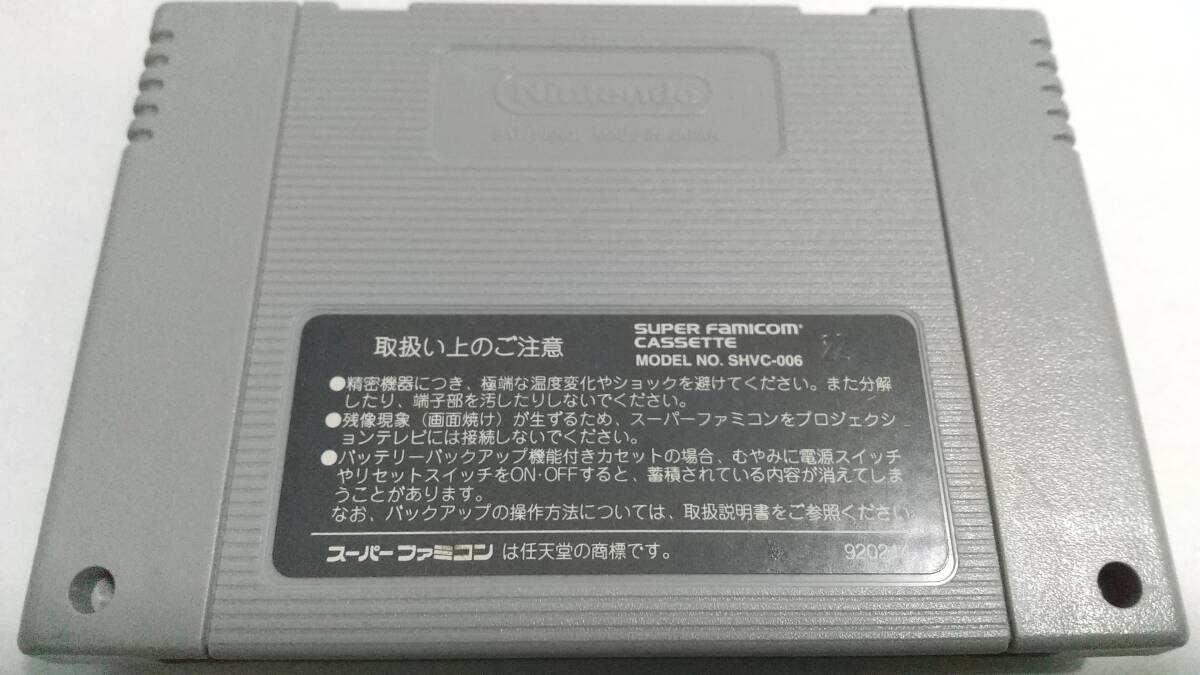 Nintendo
MADE IN JAPAN
取扱い上のご注意
SUPER FAMICOM
CASSETTE
MODEL NO. SHVC-006
●精密機器につき、極端な温度変化やショックを避けてください。また分解
したり、端子部を汚したりしないでください。
●残像現象(画面焼け)が生ずるため、スーパーファミコンをプロジェクシ
ョンテレビには接続しないでください。
●バッテリーバックアップ機能付きカセットの場合、むやみに電源スイッチ
やリセットスイッチをON・OFFすると、蓄積されている内容が消えてしま
うことがあります。
なお、バックアップの操作方法については、取扱説明書をご参照ください。
スーパーファミコン は任天堂の商標です。